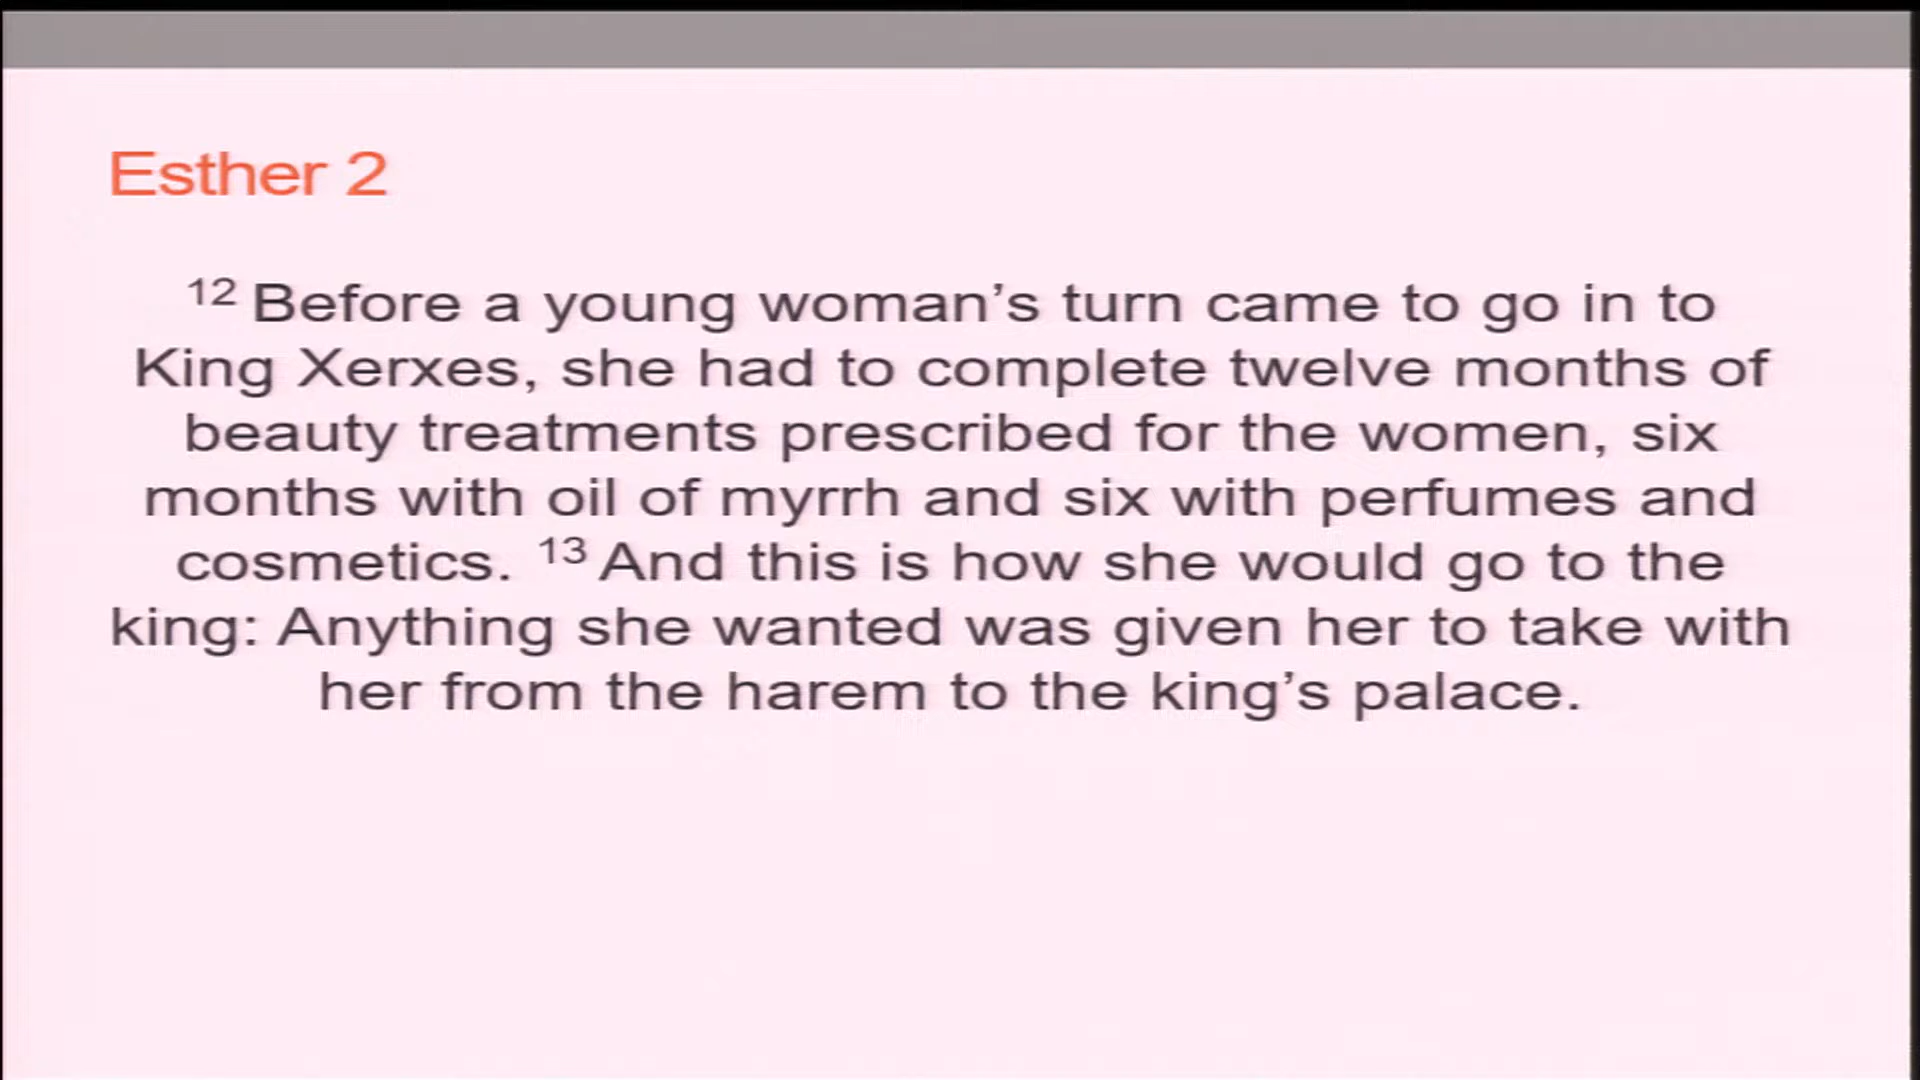 Esther 2
12 Before a young woman’s turn came to go in to
King Xerxes, she had to complete twelve months of
beauty treatments prescribed for the women, six
months with oil of myrrh and six with perfumes and
cosmetics. 13 And this is how she would go to the
king: Anything she wanted was given her to take with
her from the harem to the king’s palace.